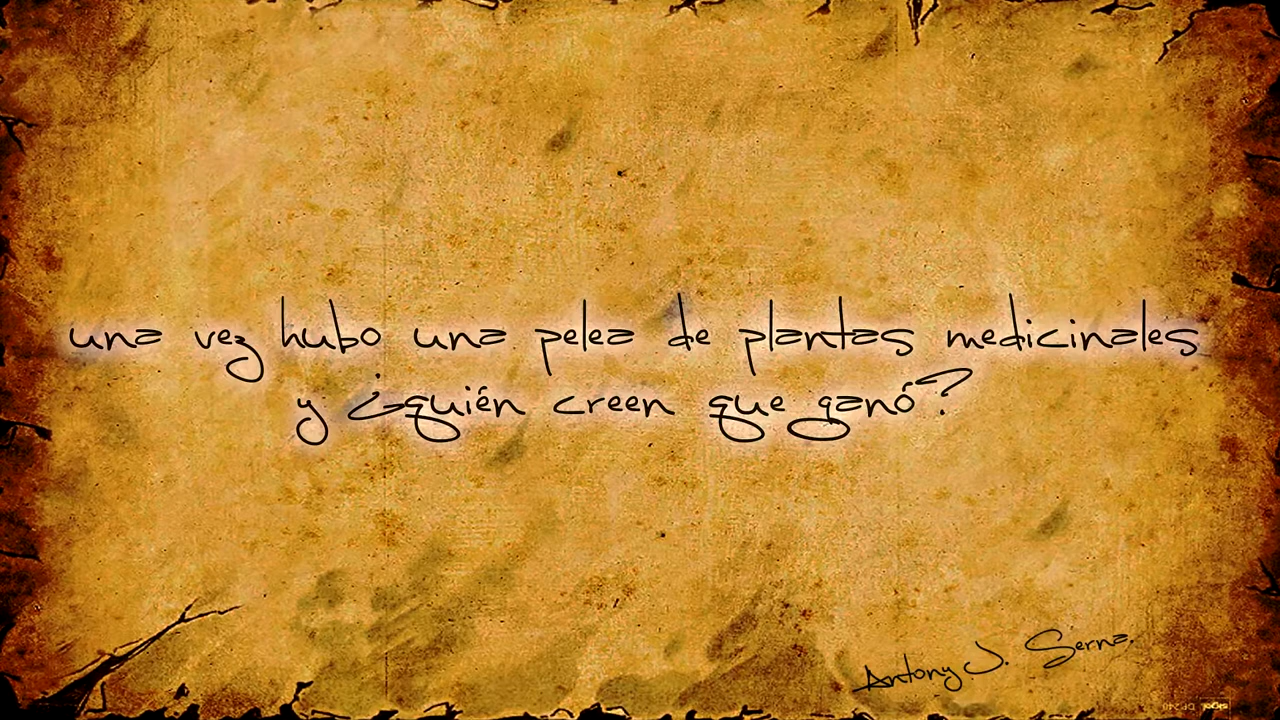 una vez hubo una pelea de plantas medicinales
y ¿quién creen que ganó?
Antony J. Serna.